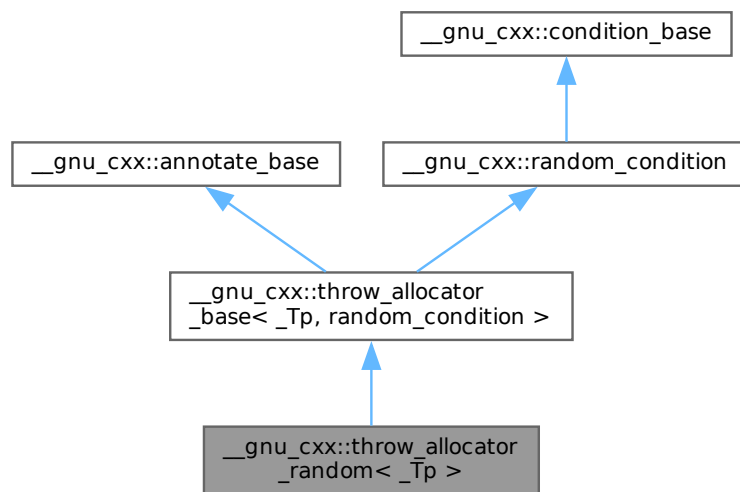 __gnu_cxx::condition_base
__gnu_cxx::annotate_base
__gnu_cxx::random_condition
__gnu_cxx::throw_allocator
_base< _Tp, random_condition >
__gnu_cxx::throw_allocator
_random< _Tp >